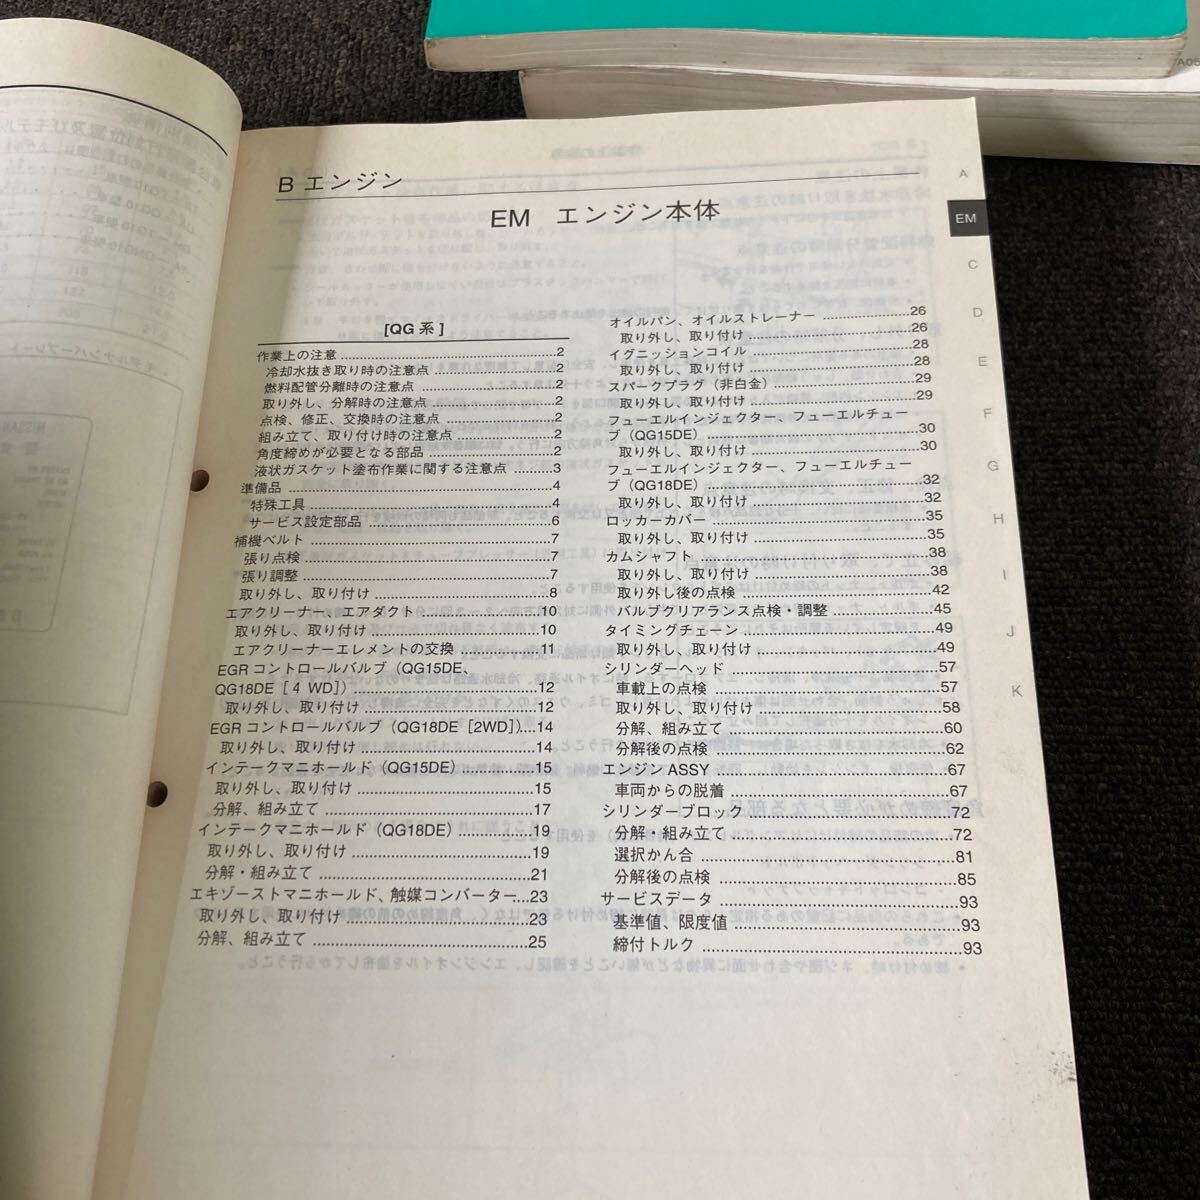 B エンジン
EM エンジン本体
[QG 系]
作業上の注意 ........ 2
冷却水抜き取り時の注意点 ........ 2
燃料配管分離時の注意点 ........ 2
取り外し、分解時の注意点 ........ 2
点検、修正、交換時の注意点 ........ 2
組み立て、取り付け時の注意点 ........ 2
角度締めが必要となる部品 ........ 2
液状ガスケット塗布作業に関する注意点 ........ 3
準備品 ........ 4
特殊工具 ........ 4
サービス設定部品 ........ 6
補機ベルト ........ 7
張り点検 ........ 7
張り調整 ........ 7
取り外し、取り付け ........ 8
エアクリーナー、エアダクト ........ 10
取り外し、取り付け ........ 10
エアクリーナーエレメントの交換 ........ 11
EGR コントロールバルブ（QG15DE、
QG18DE［4 WD］） ........ 12
取り外し、取り付け ........ 12
EGR コントロールバルブ（QG18DE［2WD］） .... 14
取り外し、取り付け ........ 14
インテークマニホールド（QG15DE） ........ 15
取り外し、取り付け ........ 15
分解、組み立て ........ 17
インテークマニホールド（QG18DE） ........ 19
取り外し、取り付け ........ 19
分解・組み立て ........ 21
エキゾーストマニホールド、触媒コンバーター .... 23
取り外し、取り付け ........ 23
分解、組み立て ........ 25
オイルパン、オイルストレーナー ........ 26
取り外し、取り付け ........ 26
イグニッションコイル ........ 28
取り外し、取り付け ........ 28
スパークプラグ（非白金） ........ 29
取り外し、取り付け ........ 29
フューエルインジェクター、フューエルチュー
ブ（QG15DE） ........ 30
取り外し、取り付け ........ 30
フューエルインジェクター、フューエルチュー
ブ（QG18DE） ........ 32
取り外し、取り付け ........ 32
ロッカーカバー ........ 35
取り外し、取り付け ........ 35
カムシャフト ........ 38
取り外し、取り付け ........ 38
取り外し後の点検 ........ 42
バルブクリアランス点検・調整 ........ 45
タイミングチェーン ........ 49
取り外し、取り付け ........ 49
シリンダーヘッド ........ 57
車載上の点検 ........ 57
取り外し、取り付け ........ 58
分解、組み立て ........ 60
分解後の点検 ........ 62
エンジン ASSY ........ 67
車両からの脱着 ........ 67
シリンダーブロック ........ 72
分解・組み立て ........ 72
選択かん合 ........ 81
分解後の点検 ........ 85
サービスデータ ........ 93
基準値、限度値 ........ 93
締付トルク ........ 93
A
EM
C
D
E
F
G
H
I
J
K